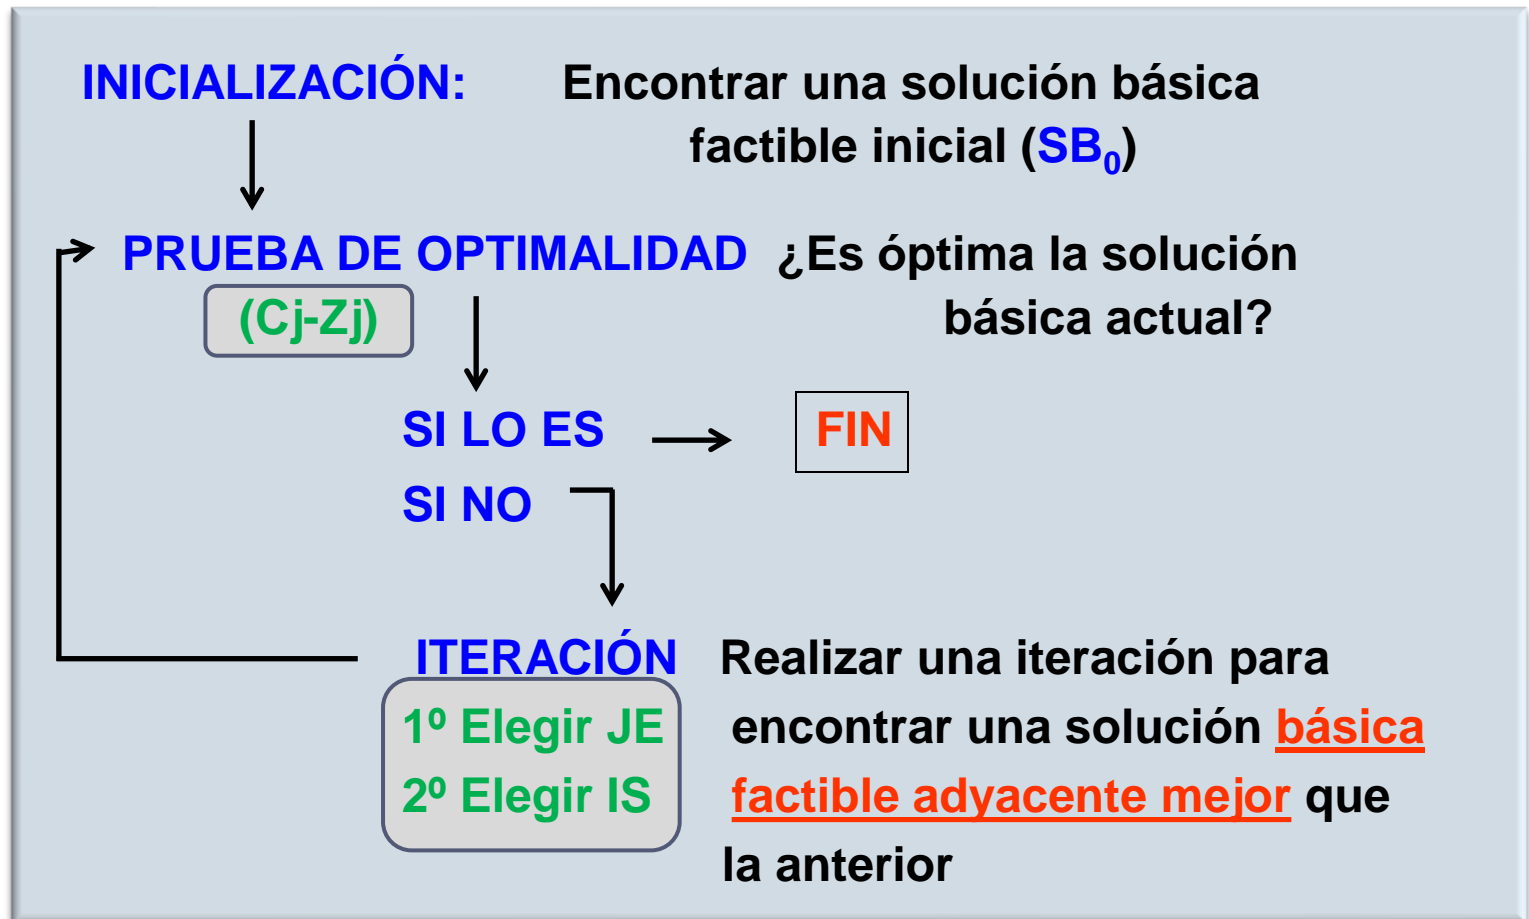 INICIALIZACIÓN: Encontrar una solución básica
factible inicial (SB₀)
PRUEBA DE OPTIMALIDAD ¿Es óptima la solución
(Cj-Zj) básica actual?
SI LO ES FIN
SI NO
ITERACIÓN Realizar una iteración para
1º Elegir JE encontrar una solución básica
2º Elegir IS factible adyacente mejor que
la anterior